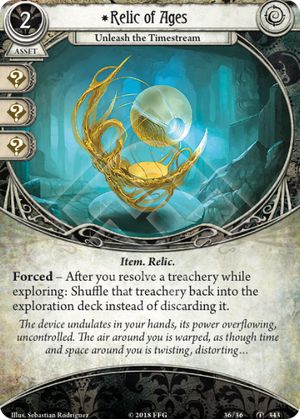 2
*Relic of Ages
Unleash the Timestream
ASSET
?
?
?
Item. Relic.
Forced – After you resolve a treachery while
exploring: Shuffle that treachery back into the
exploration deck instead of discarding it.
The device undulates in your hands, its power overflowing,
uncontrolled. The air around you is warped, as though time
and space around you is twisting, distorting…
Illus. Sebastian Rodriguez
© 2018 FFG
36/36
343